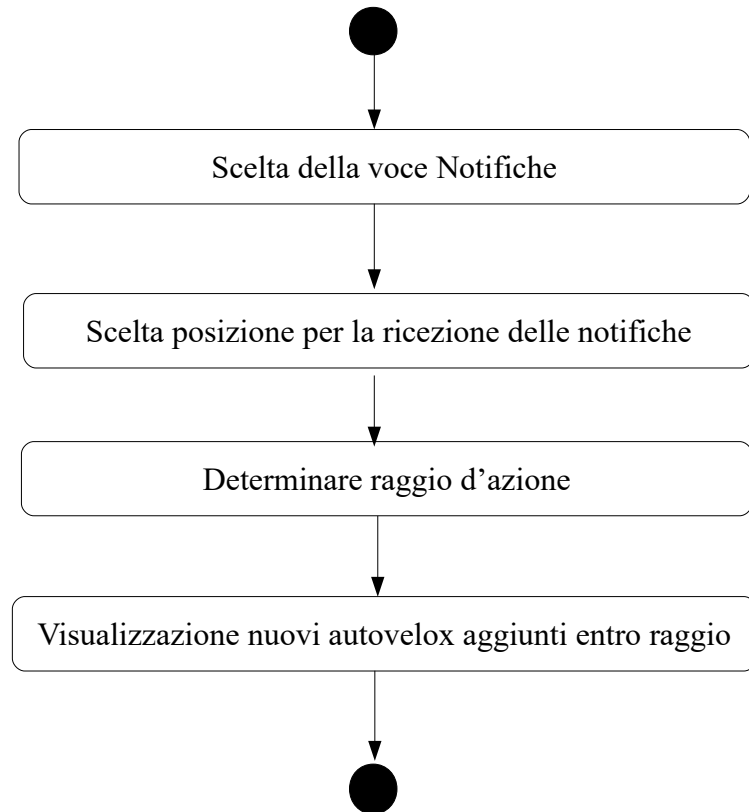 Scelta della voce Notifiche
Scelta posizione per la ricezione delle notifiche
Determinare raggio d’azione
Visualizzazione nuovi autovelox aggiunti entro raggio